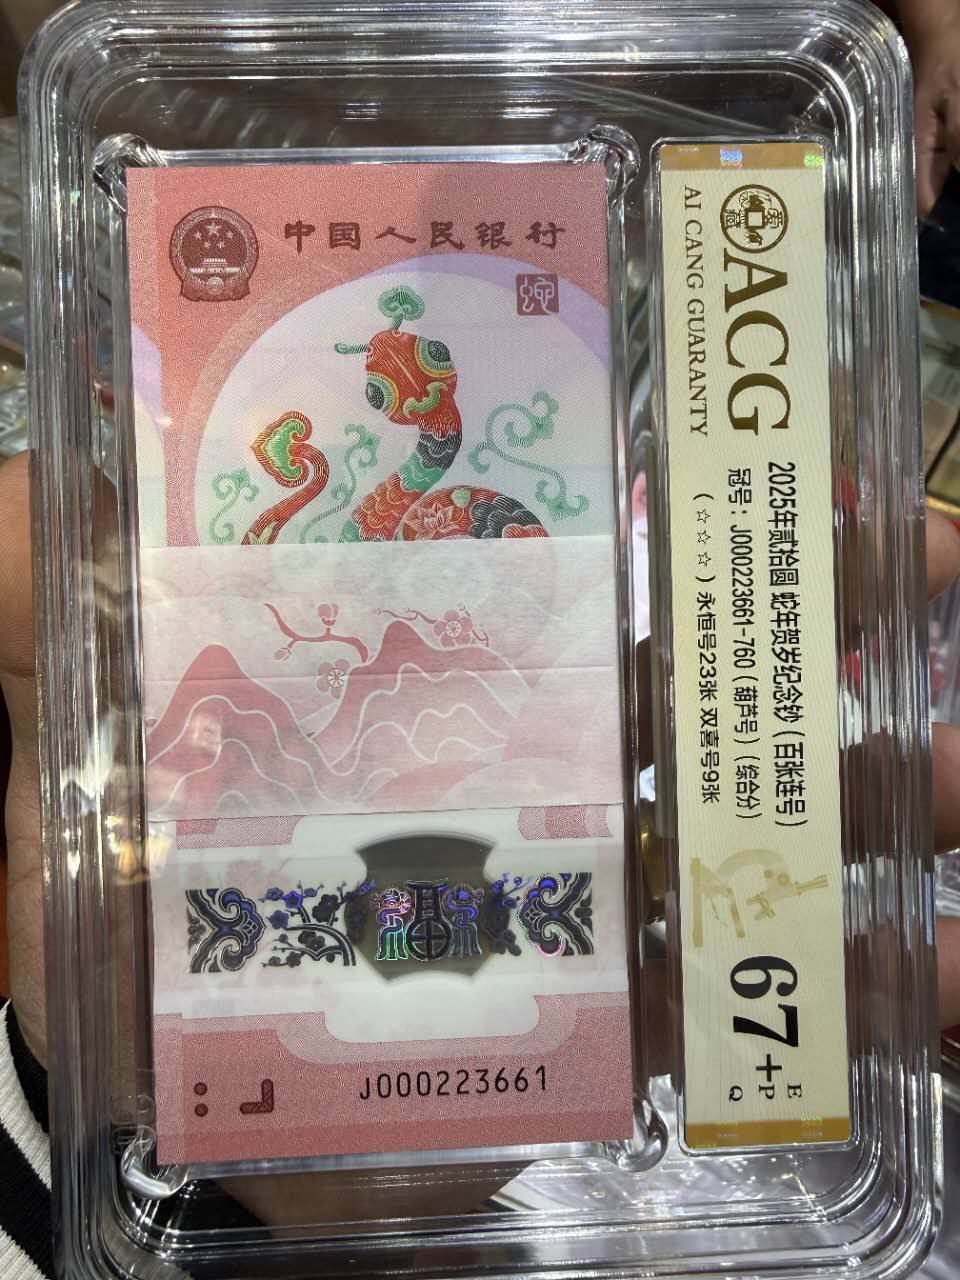 中国人民银行
蛇
福
J000223661
ACG
AI CANG GUARANTY
2025年贰拾圆 蛇年贺岁纪念钞（百张连号）
冠号：J000223661-760（葫芦号）（综合分）
（☆☆☆）永恒号23张 双喜号9张
67+
E
P
Q